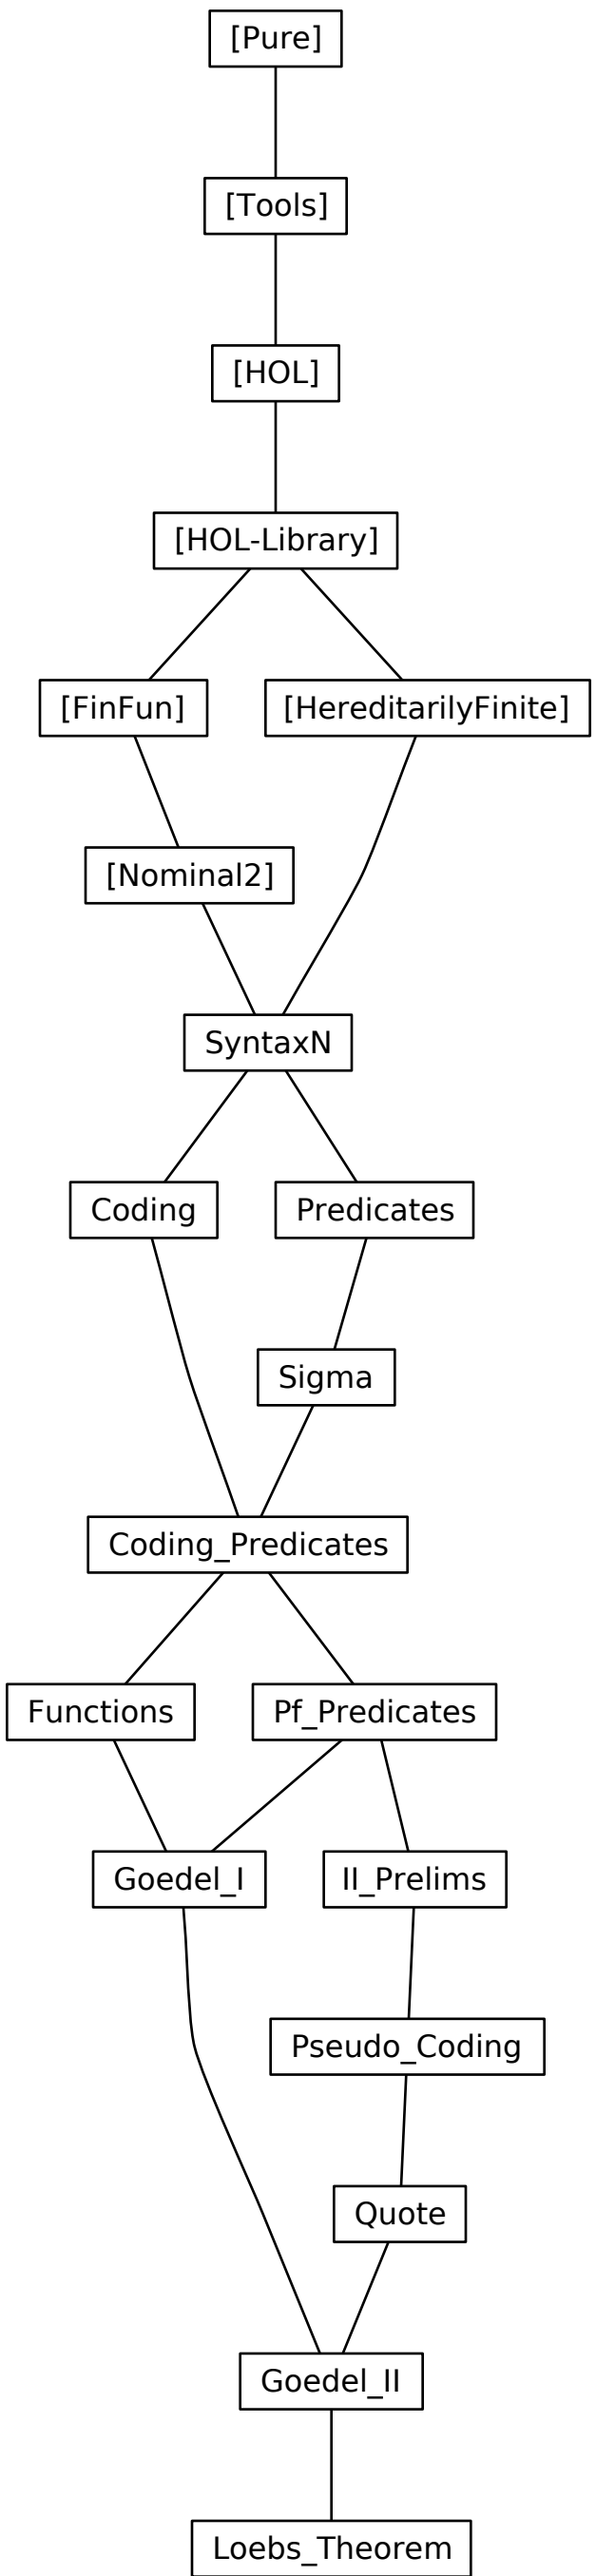 [Pure]
[Tools]
[HOL]
[HOL-Library]
[FinFun]
[HereditarilyFinite]
[Nominal2]
SyntaxN
Coding
Predicates
Sigma
Coding_Predicates
Functions
Pf_Predicates
Goedel_I
II_Prelims
Pseudo_Coding
Quote
Goedel_II
Loebs_Theorem